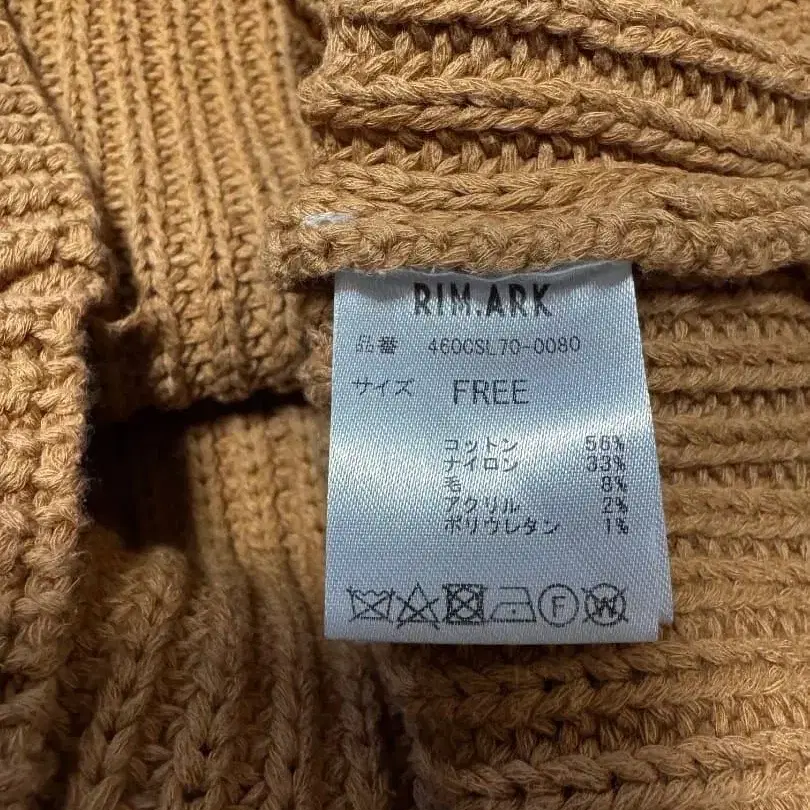 RIM.ARK
品番 460CSL70-0080
サイズ FREE
コットン 56%
ナイロン 33%
毛 8%
アクリル 2%
ポリウレタン 1%
F W